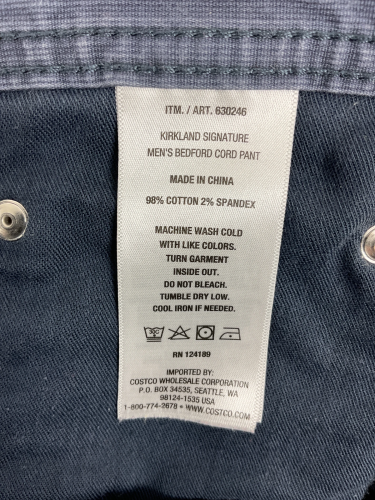 ITM. / ART. 630246
KIRKLAND SIGNATURE
MEN'S BEDFORD CORD PANT
MADE IN CHINA
98% COTTON 2% SPANDEX
MACHINE WASH COLD
WITH LIKE COLORS.
TURN GARMENT
INSIDE OUT.
DO NOT BLEACH.
TUMBLE DRY LOW.
COOL IRON IF NEEDED.
RN 124189
IMPORTED BY:
COSTCO WHOLESALE CORPORATION
P.O. BOX 34535, SEATTLE, WA
98124-1535 USA
1-800-774-2678 • WWW.COSTCO.COM